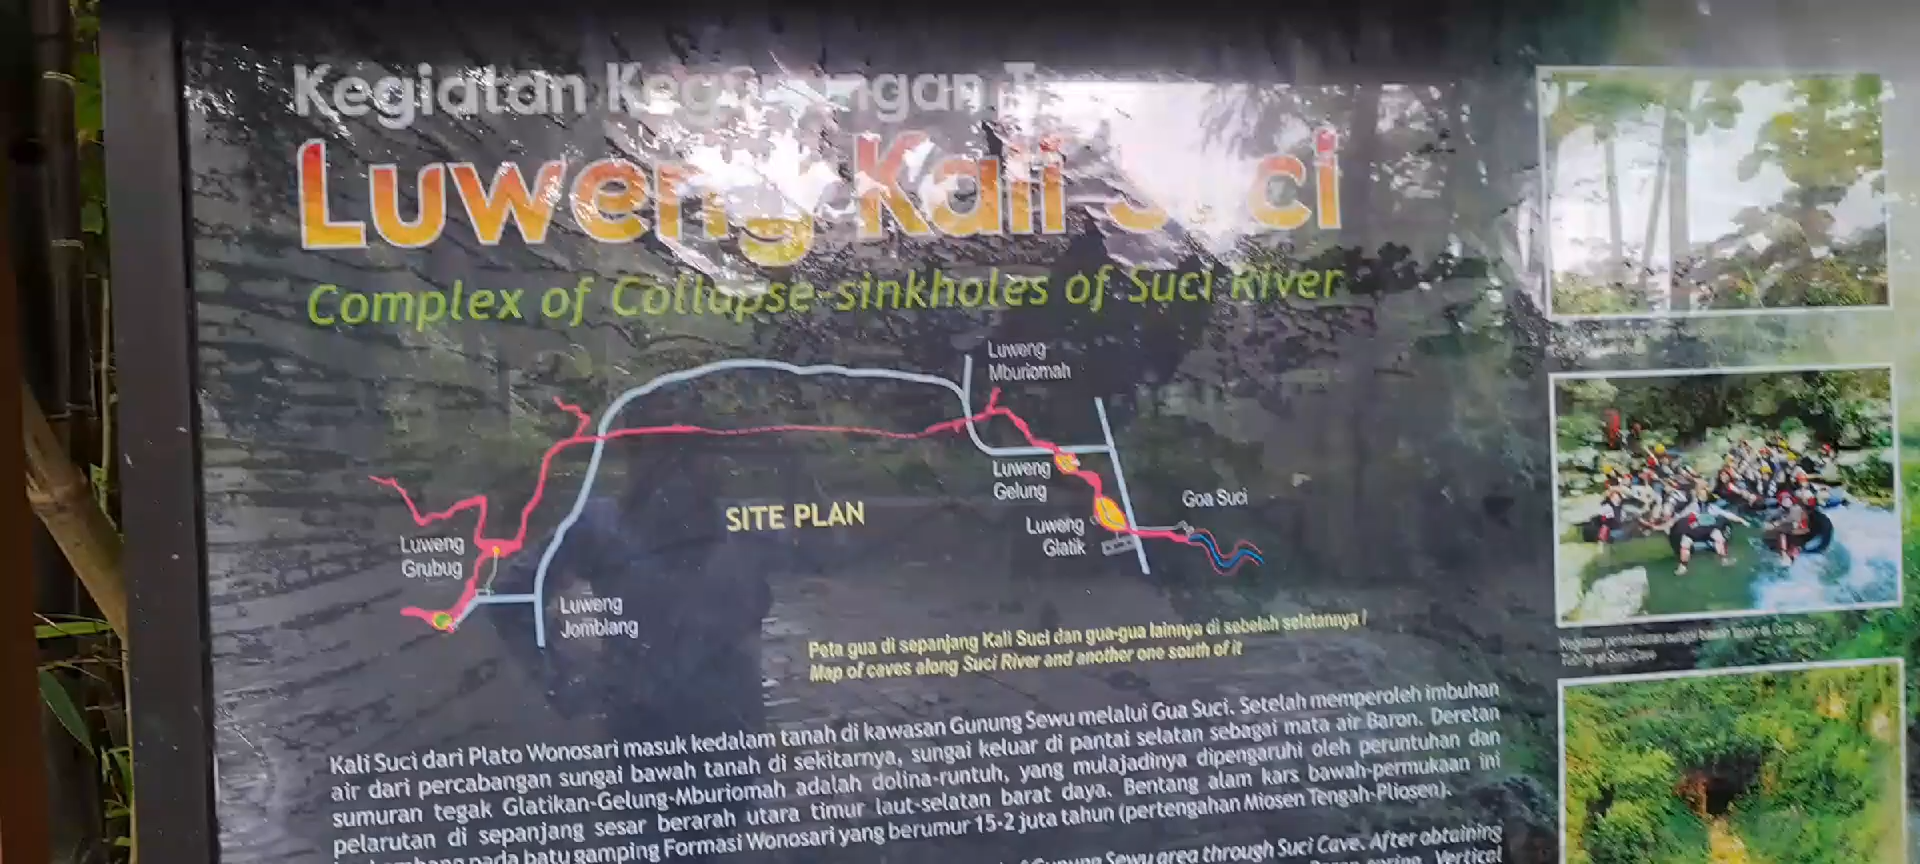 Kegiatan
Luweng Kali Suci
Complex of Collapse-sinkholes of Suci River
Luweng
Mburiomah
Luweng
Gelung
Goa Suci
Luweng
Glatik
SITE PLAN
Luweng
Grubug
Luweng
Jomblang
Peta gua di sepanjang Kali Suci dan gua-gua lainnya di sebelah selatannya /
Map of caves along Suci River and another one south of it
Kali Suci dari Plato Wonosari masuk kedalam tanah di kawasan Gunung Sewu melalui Gua Suci. Setelah memperoleh imbuhan
air dari percabangan sungai bawah tanah di sekitarnya, sungai keluar di pantai selatan sebagai mata air Baron. Deretan
sumuran tegak Glatikan-Gelung-Mburiomah adalah dolina-runtuh, yang mulajadinya dipengaruhi oleh peruntuhan dan
pelarutan di sepanjang sesar berarah utara timur laut-selatan barat daya. Bentang alam kars bawah-permukaan ini
pada batu gamping Formasi Wonosari yang berumur 15-2 juta tahun (pertengahan Miosen Tengah-Pliosen).
Gunung Sewu area through Suci Cave. After obtaining
spring. Vertical